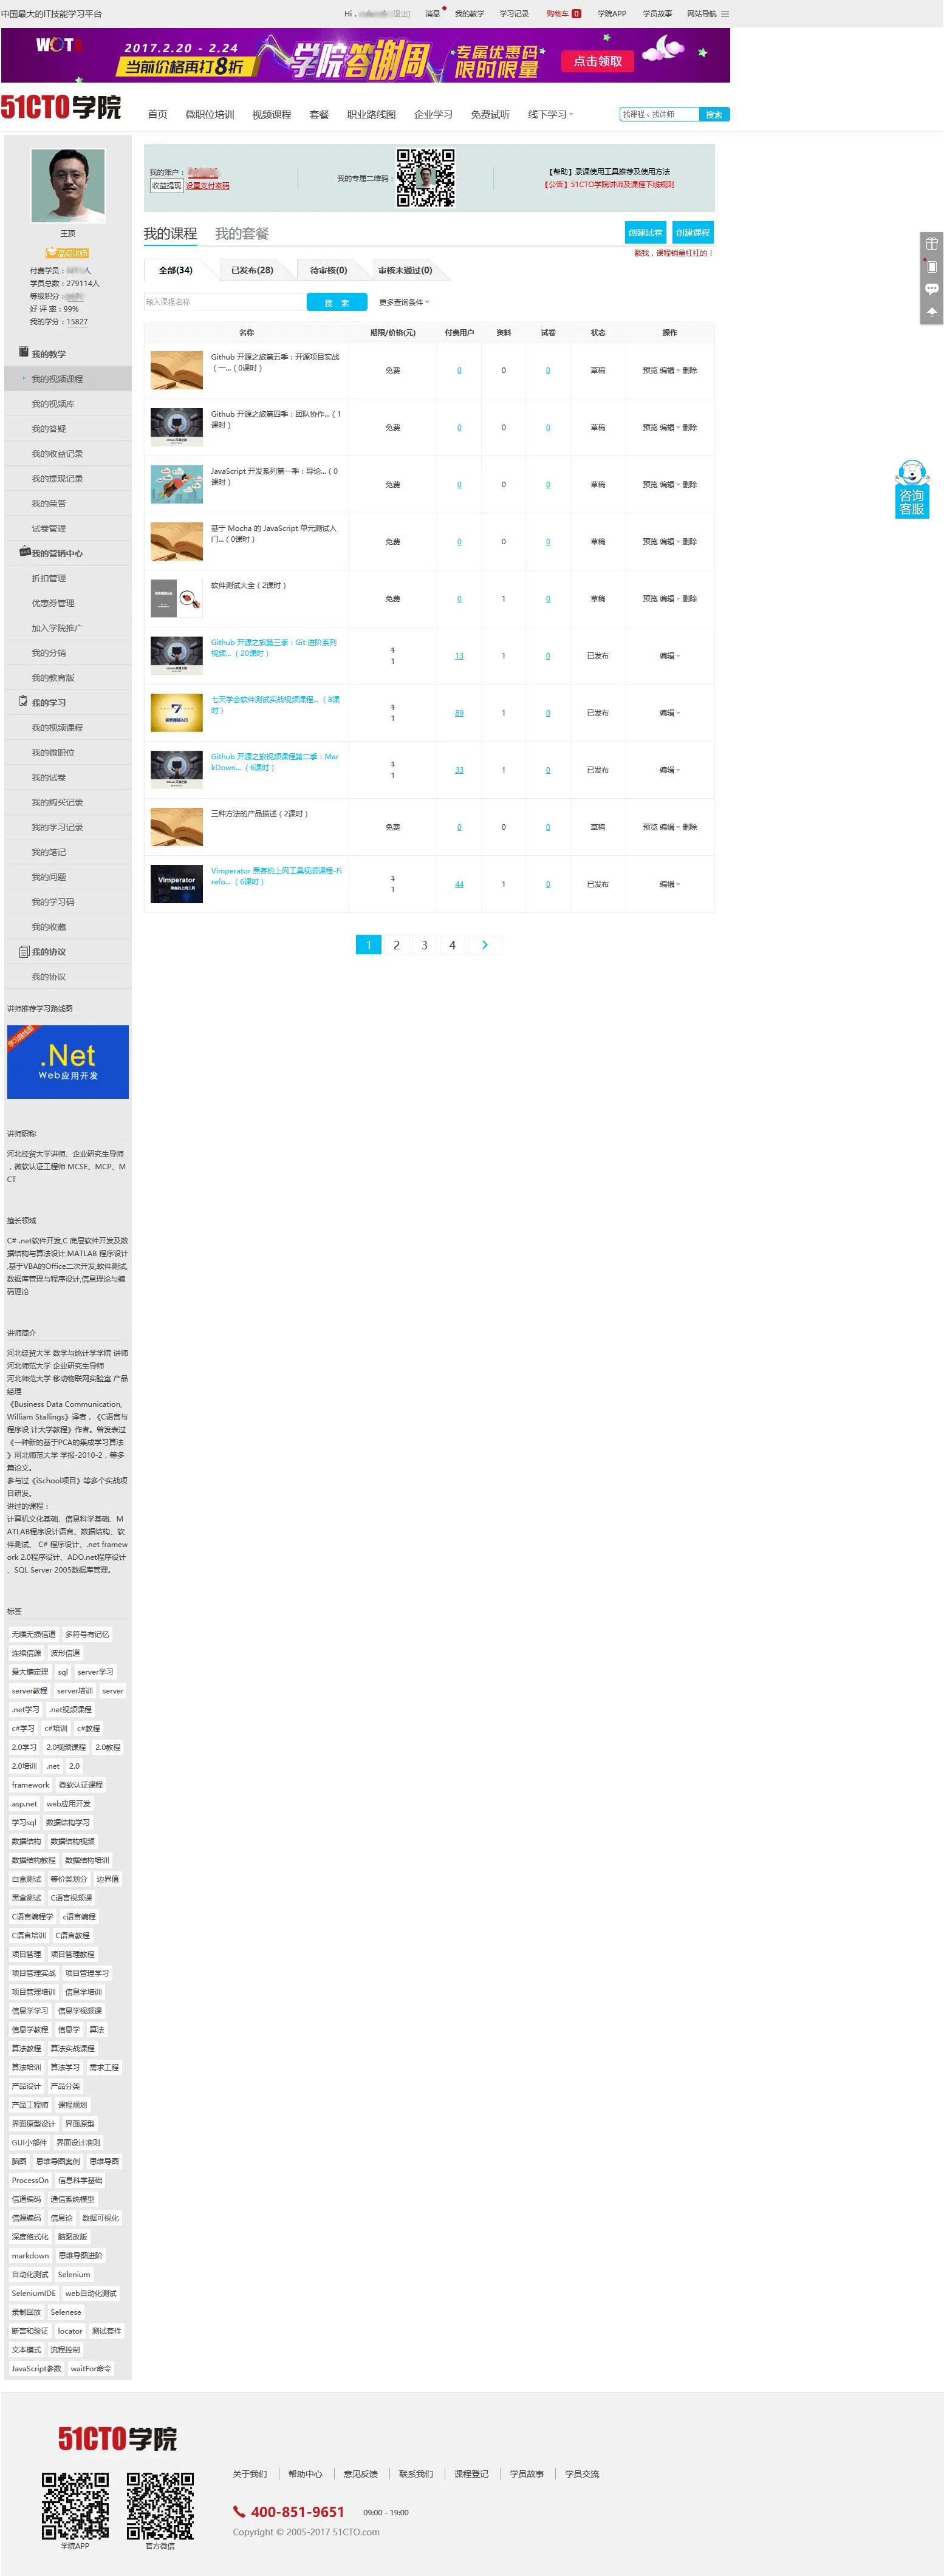 中国最大的IT技能学习平台
Hi，
消息
我的教学
学习记录
购物车 0
学院APP
学员故事
网站导航
WOTA
2017.2.20 - 2.24
当前价格再打8折
学院答谢周
专属优惠码
限时限量
点击领取
51CTO学院
首页
微职位培训
视频课程
套餐
职业路线图
企业学习
免费试听
线下学习
找课程、找讲师
搜索
王顶
高级讲师
付费学员： 人
学员总数：279114人
等级积分：
好 评 率：99%
我的学分：15827
我的账户：
收益提现 设置支付密码
我的专属二维码：
【帮助】录课使用工具推荐及使用方法
【公告】51CTO学院讲师及课程下线规则
我的课程
我的套餐
创建试卷
创建课程
戳我，课程销量杠杠的！
全部(34)
已发布(28)
待审核(0)
审核未通过(0)
输入课程名称
搜 索
更多查询条件
名称 期限/价格(元) 付费用户 资料 试卷 状态 操作
Github 开源之旅第五季：开源项目实战
（一...（0课时）
免费 0 0 0 草稿 预览 编辑 删除
Github 开源之旅第四季：团队协作...（1
课时）
免费 0 0 0 草稿 预览 编辑 删除
JavaScript 开发系列第一季：导论...（0
课时）
免费 0 0 0 草稿 预览 编辑 删除
基于 Mocha 的 JavaScript 单元测试入
门...（0课时）
免费 0 0 0 草稿 预览 编辑 删除
软件测试大全（2课时）
免费 0 1 0 草稿 预览 编辑 删除
Github 开源之旅第三季：Git 进阶系列
视频...（20课时）
1
1
13 1 0 已发布 编辑
七天学会软件测试实战视频课程...（8课
时）
1
1
89 1 0 已发布 编辑
Github 开源之旅视频课程第二季：Mar
kDown...（6课时）
1
1
33 1 0 已发布 编辑
三种方法的产品描述（2课时）
免费 0 0 0 草稿 预览 编辑 删除
Vimperator
Vimperator 黑客的上网工具视频课程-Fi
refo...（6课时）
1
1
44 1 0 已发布 编辑
1 2 3 4
咨询
客服
我的教学
我的视频课程
我的视频库
我的答疑
我的收益记录
我的提现记录
我的荣誉
试卷管理
我的营销中心
折扣管理
优惠券管理
加入学院推广
我的分销
我的教育版
我的学习
我的视频课程
我的微职位
我的试卷
我的购买记录
我的学习记录
我的笔记
我的问题
我的学习码
我的收藏
我的协议
我的协议
讲师推荐学习路线图
学习路线图
.Net
Web应用开发
讲师职称
河北经贸大学讲师、企业研究生导师
，微软认证工程师 MCSE、MCP、M
CT
擅长领域
C# .net软件开发,C 底层软件开发及数
据结构与算法设计,MATLAB 程序设计
,基于VBA的Office二次开发,软件测试,
数据库管理与程序设计,信息理论与编
码理论
讲师简介
河北经贸大学 数学与统计学学院 讲师
河北师范大学 企业研究生导师
河北师范大学 移动物联网实验室 产品
经理
《Business Data Communication,
William Stallings》译者，《C语言与
程序设 计大学教程》作者。曾发表过
《一种新的基于PCA的集成学习算法
》河北师范大学 学报-2010-2，等多
篇论文。
参与过《iSchool项目》等多个实战项
目研发。
讲过的课程：
计算机文化基础、信息科学基础、M
ATLAB程序设计语言、数据结构、软
件测试、 C# 程序设计、.net framew
ork 2.0程序设计、ADO.net程序设计
、SQL Server 2005数据库管理。
标签
无噪无损信道 多符号有记忆
连续信源 波形信道
最大熵定理 sql server学习
server教程 server培训 server
.net学习 .net视频课程
c#学习 c#培训 c#教程
2.0学习 2.0视频课程 2.0教程
2.0培训 .net 2.0
framework 微软认证课程
asp.net web应用开发
学习sql 数据结构学习
数据结构 数据结构视频
数据结构教程 数据结构培训
白盒测试 等价类划分 边界值
黑盒测试 C语言视频课
C语言编程学 c语言编程
C语言培训 C语言教程
项目管理 项目管理教程
项目管理实战 项目管理学习
项目管理培训 信息学培训
信息学学习 信息学视频课
信息学教程 信息学 算法
算法教程 算法实战课程
算法培训 算法学习 需求工程
产品设计 产品分类
产品工程师 课程规划
界面原型设计 界面原型
GUI小部件 界面设计准则
脑图 思维导图案例 思维导图
ProcessOn 信息科学基础
信道编码 通信系统模型
信源编码 信息论 数据可视化
深度格式化 脑图改版
markdown 思维导图进阶
自动化测试 Selenium
SeleniumIDE web自动化测试
录制回放 Selenese
断言和验证 locator 测试套件
文本模式 流程控制
JavaScript参数 waitFor命令
51CTO学院
学院APP
官方微信
关于我们 帮助中心 意见反馈 联系我们 课程登记 学员故事 学员交流
400-851-9651 09:00 - 19:00
Copyright © 2005-2017 51CTO.com